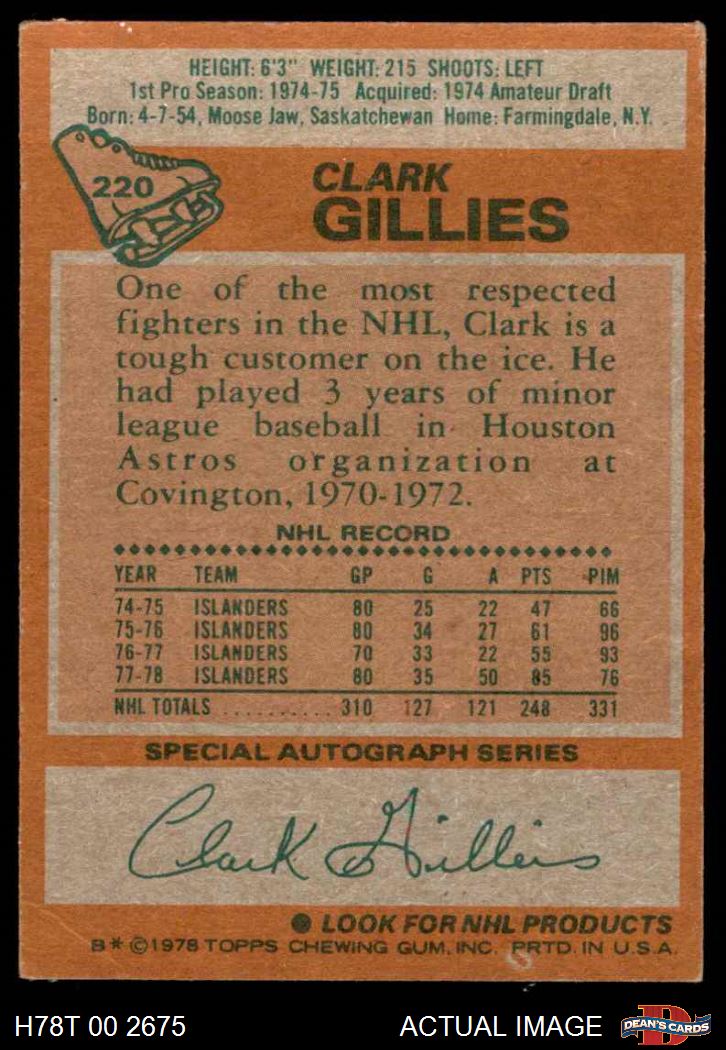 HEIGHT: 6'3" WEIGHT: 215 SHOOTS: LEFT
1st Pro Season: 1974-75 Acquired: 1974 Amateur Draft
Born: 4-7-54, Moose Jaw, Saskatchewan Home: Farmingdale, N.Y.
220
CLARK
GILLIES
One of the most respected
fighters in the NHL, Clark is a
tough customer on the ice. He
had played 3 years of minor
league baseball in Houston
Astros organization at
Covington, 1970-1972.
NHL RECORD
YEAR TEAM GP G A PTS PIM
74-75 ISLANDERS 80 25 22 47 66
75-76 ISLANDERS 80 34 27 61 96
76-77 ISLANDERS 70 33 22 55 93
77-78 ISLANDERS 80 35 50 85 76
NHL TOTALS .......... 310 127 121 248 331
SPECIAL AUTOGRAPH SERIES
Clark Gillies
● LOOK FOR NHL PRODUCTS
B* ©1978 TOPPS CHEWING GUM, INC. PRTD. IN U.S.A.
H78T 00 2675 ACTUAL IMAGE
D
DEAN'S CARDS